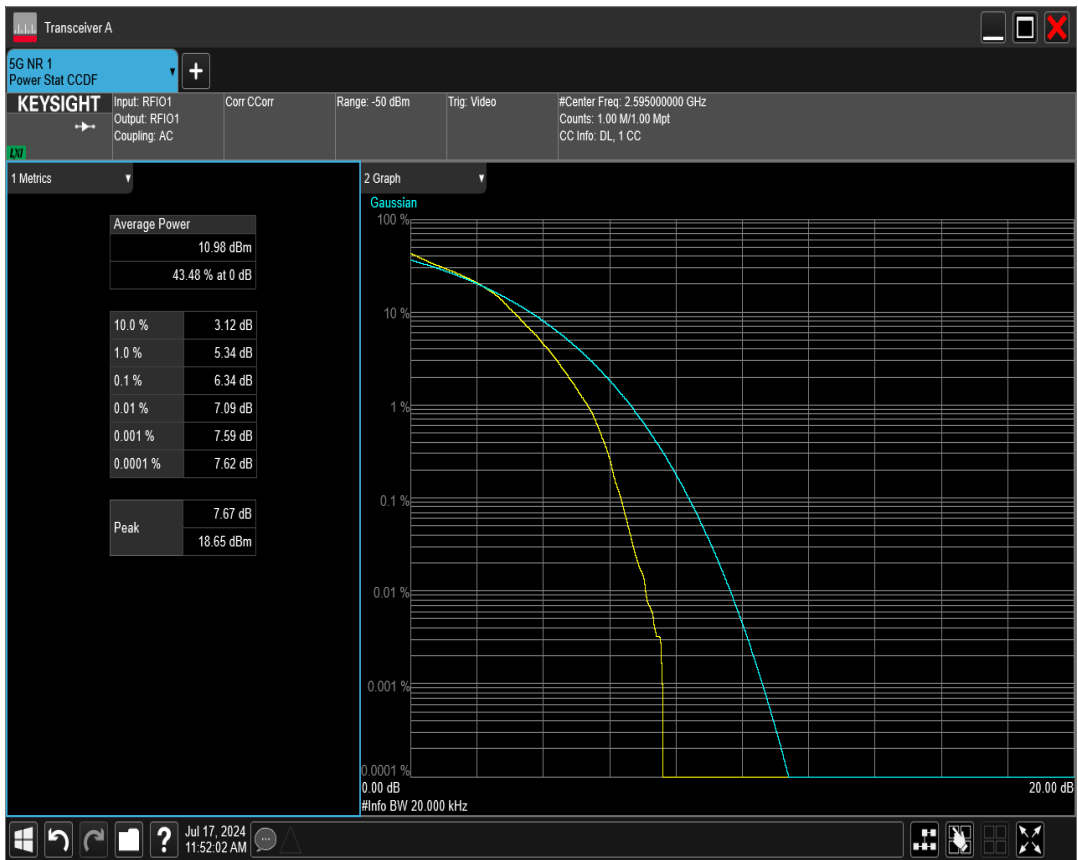 Transceiver A
5G NR 1
Power Stat CCDF
KEYSIGHT
LXI
Input: RFIO1
Output: RFIO1
Coupling: AC
Corr CCorr
Range: -50 dBm
Trig: Video
#Center Freq: 2.595000000 GHz
Counts: 1.00 M/1.00 Mpt
CC Info: DL, 1 CC
1 Metrics
Average Power
10.98 dBm
43.48 % at 0 dB
10.0 % 3.12 dB
1.0 % 5.34 dB
0.1 % 6.34 dB
0.01 % 7.09 dB
0.001 % 7.59 dB
0.0001 % 7.62 dB
Peak
7.67 dB
18.65 dBm
2 Graph
Gaussian
100 %
10 %
1 %
0.1 %
0.01 %
0.001 %
0.0001 %
0.00 dB
20.00 dB
#Info BW 20.000 kHz
Jul 17, 2024
11:52:02 AM